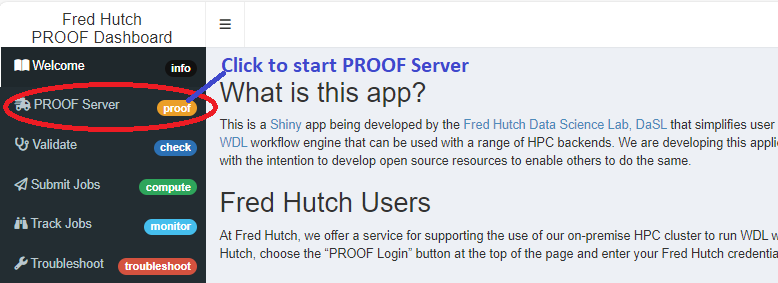 Fred Hutch
PROOF Dashboard
Welcome info
PROOF Server proof
Validate check
Submit Jobs compute
Track Jobs monitor
Troubleshoot troubleshoot
Click to start PROOF Server
What is this app?
This is a Shiny app being developed by the Fred Hutch Data Science Lab, DaSL that simplifies user
WDL workflow engine that can be used with a range of HPC backends. We are developing this appli
with the intention to develop open source resources to enable others to do the same.
Fred Hutch Users
At Fred Hutch, we offer a service for supporting the use of our on-premise HPC cluster to run WDL w
Hutch, choose the “PROOF Login” button at the top of the page and enter your Fred Hutch credentia